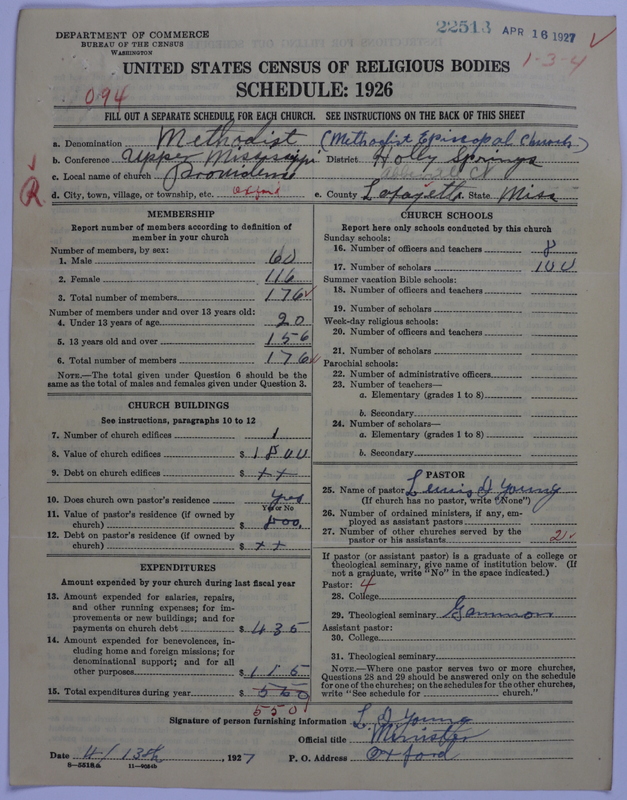 DEPARTMENT OF COMMERCE
BUREAU OF THE CENSUS
WASHINGTON
22513 APR 16 1927
1-3-4
UNITED STATES CENSUS OF RELIGIOUS BODIES
SCHEDULE: 1926
094
FILL OUT A SEPARATE SCHEDULE FOR EACH CHURCH. SEE INSTRUCTIONS ON THE BACK OF THIS SHEET
a. Denomination Methodist (Methodist Episcopal Church)
b. Conference Upper Mississippi District Holly Springs
c. Local name of church Providence
R
d. City, town, village, or township, etc. Oxford e. County Lafayette f. State Miss
MEMBERSHIP
Report number of members according to definition of member in your church
Number of members, by sex:
1. Male 60
2. Female 116
3. Total number of members 176
Number of members under and over 13 years old:
4. Under 13 years of age 20
5. 13 years old and over 156
6. Total number of members 176
NOTE.—The total given under Question 6 should be the
same as the total of males and females given under Question 3.
CHURCH BUILDINGS
See instructions, paragraphs 10 to 12
7. Number of church edifices 1
8. Value of church edifices $ 1800
9. Debt on church edifices $ xx
10. Does church own pastor's residence Yes
Yes or No
11. Value of pastor's residence (if owned by
church) $ 800.
12. Debt on pastor's residence (if owned by
church) $ xx
EXPENDITURES
Amount expended by your church during last fiscal year
13. Amount expended for salaries, repairs,
and other running expenses; for im-
provements or new buildings; and for
payments on church debt $ 435
14. Amount expended for benevolences, in-
cluding home and foreign missions; for
denominational support; and for all
other purposes $ 115
15. Total expenditures during year $ 560
550
CHURCH SCHOOLS
Report here only schools conducted by this church
Sunday schools:
16. Number of officers and teachers 8
17. Number of scholars 100
Summer vacation Bible schools:
18. Number of officers and teachers
19. Number of scholars
Week-day religious schools:
20. Number of officers and teachers
21. Number of scholars
Parochial schools:
22. Number of administrative officers
23. Number of teachers—
a. Elementary (grades 1 to 8)
b. Secondary
24. Number of scholars—
a. Elementary (grades 1 to 8)
b. Secondary
PASTOR
25. Name of pastor Lewis D Young
(If church has no pastor, write "None")
26. Number of ordained ministers, if any, em-
ployed as assistant pastors
27. Number of other churches served by the
pastor or his assistants 2
If pastor (or assistant pastor) is a graduate of a college or
theological seminary, give name of institution below. (If
not a graduate, write "No" in the space indicated.)
Pastor: 4
28. College
29. Theological seminary Gammon
Assistant pastor:
30. College
31. Theological seminary
NOTE.—Where one pastor serves two or more churches,
Questions 28 and 29 should be answered only on the schedule
for one of the churches; on the schedules for the other churches,
write "See schedule for church."
Signature of person furnishing information L. D Young
Official title Minister
Date 4/13th, 1927 P. O. Address Oxford
8-5518a 11-9054b